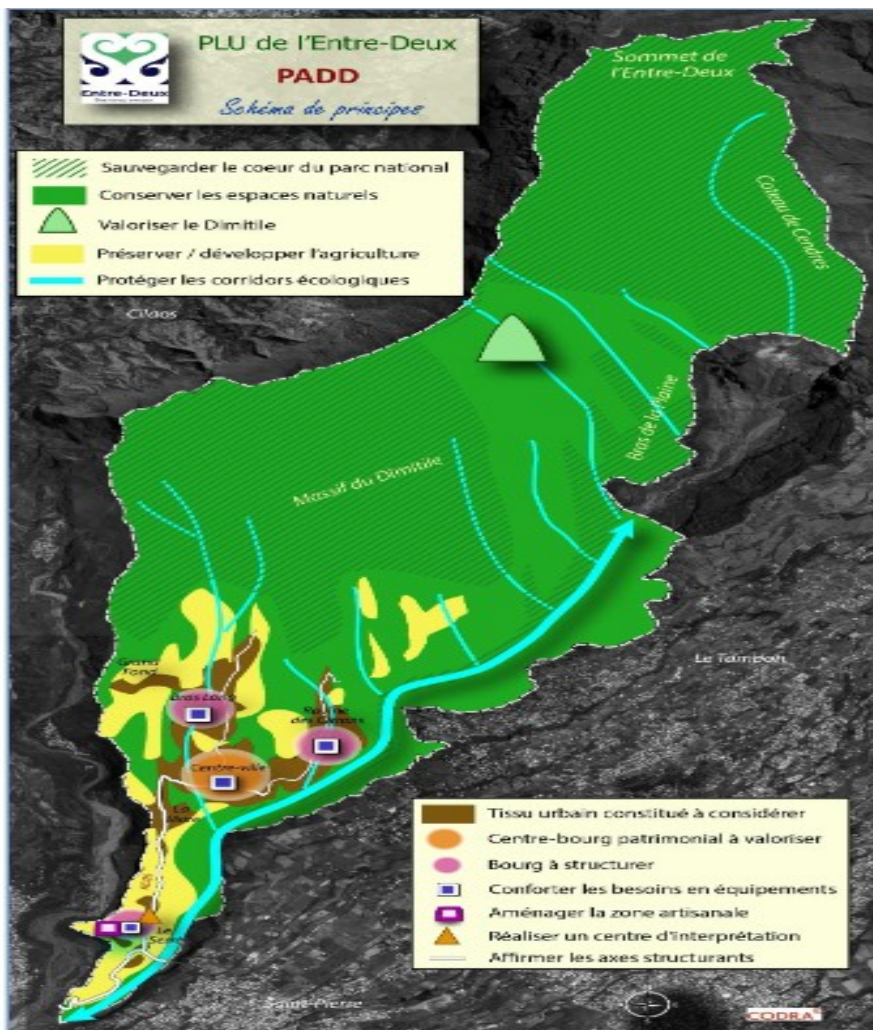 PLU de l'Entre-Deux
PADD
Schéma de principe
Entre-Deux
Sommet de
l'Entre-Deux
Sauvegarder le coeur du parc national
Conserver les espaces naturels
Valoriser le Dimitile
Préserver / développer l'agriculture
Protéger les corridors écologiques
Coteau de Cendres
Cilaos
Bras de la Plaine
Massif du Dimitile
Le Tampon
Grand
Fond
Bras Long
Centre-ville
Le Serré
Saint-Pierre
Tissu urbain constitué à considérer
Centre-bourg patrimonial à valoriser
Bourg à structurer
Conforter les besoins en équipements
Aménager la zone artisanale
Réaliser un centre d'interprétation
Affirmer les axes structurants
CODRA